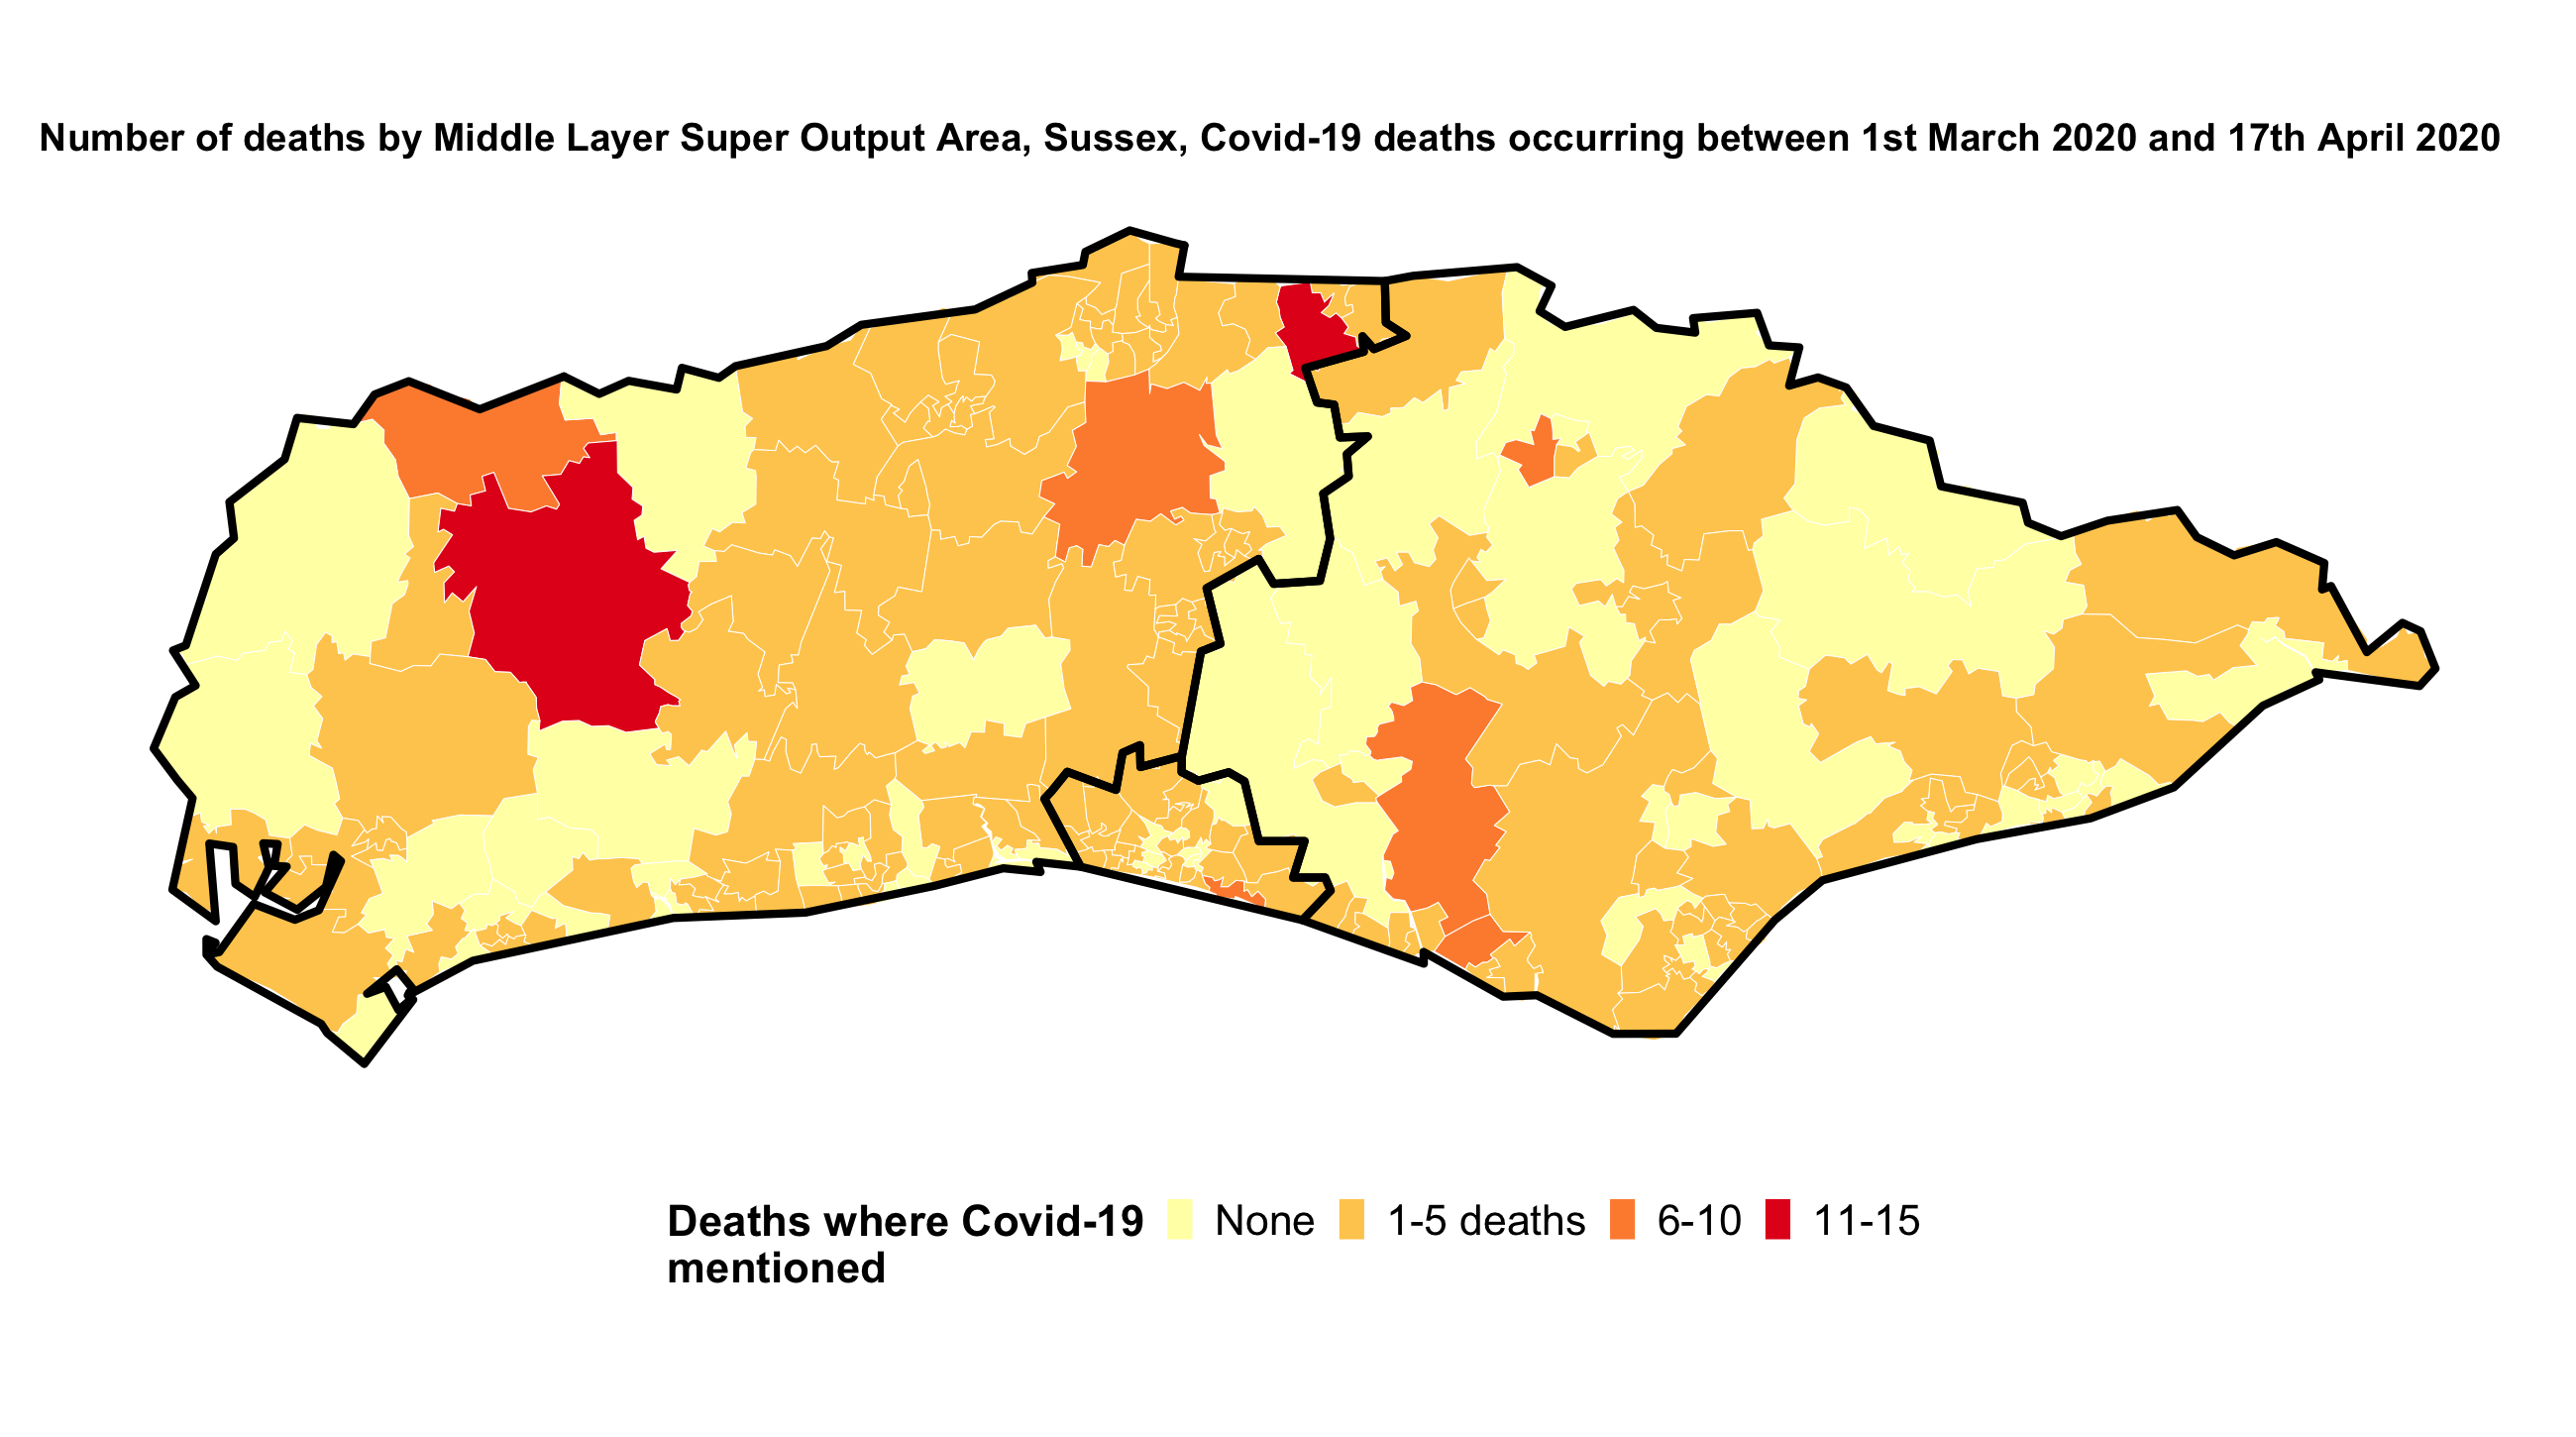 Number of deaths by Middle Layer Super Output Area, Sussex, Covid-19 deaths occurring between 1st March 2020 and 17th April 2020
Deaths where Covid-19 None 1-5 deaths 6-10 11-15
mentioned